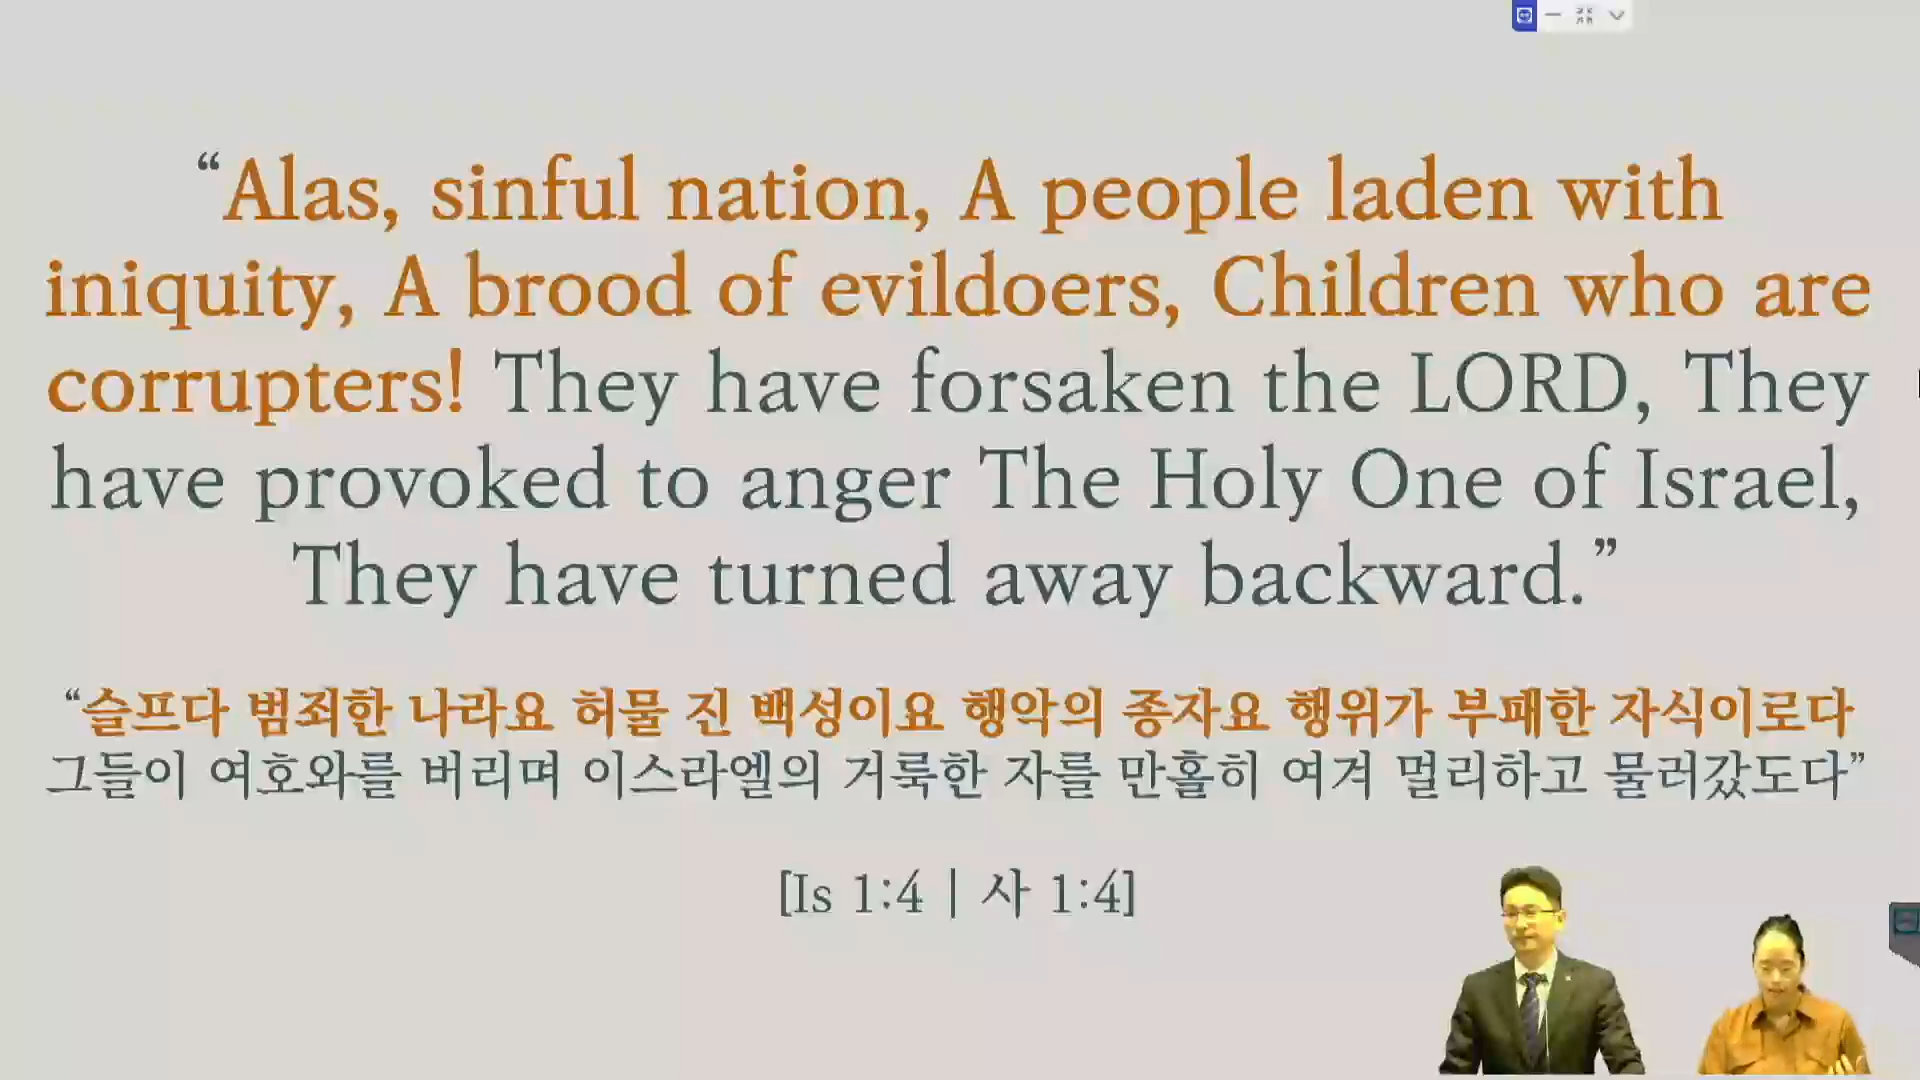 “Alas, sinful nation, A people laden with
iniquity, A brood of evildoers, Children who are
corrupters! They have forsaken the LORD, They
have provoked to anger The Holy One of Israel,
They have turned away backward.”
“슬프다 범죄한 나라요 허물 진 백성이요 행악의 종자요 행위가 부패한 자식이로다
그들이 여호와를 버리며 이스라엘의 거룩한 자를 만홀히 여겨 멀리하고 물러갔도다”
[Is 1:4 | 사 1:4]